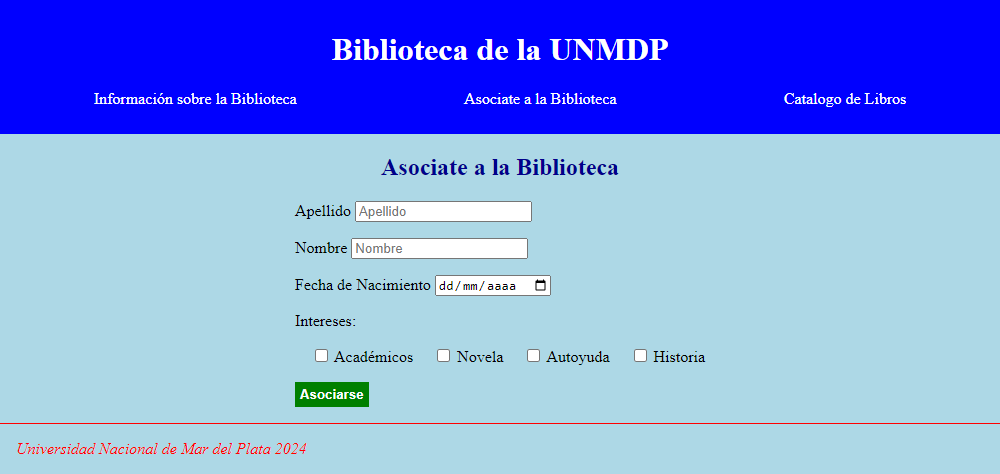 Biblioteca de la UNMDP
Información sobre la Biblioteca Asociate a la Biblioteca Catalogo de Libros
Asociate a la Biblioteca
Apellido Apellido
Nombre Nombre
Fecha de Nacimiento dd/mm/aaaa
Intereses:
Académicos Novela Autoyuda Historia
Asociarse
Universidad Nacional de Mar del Plata 2024